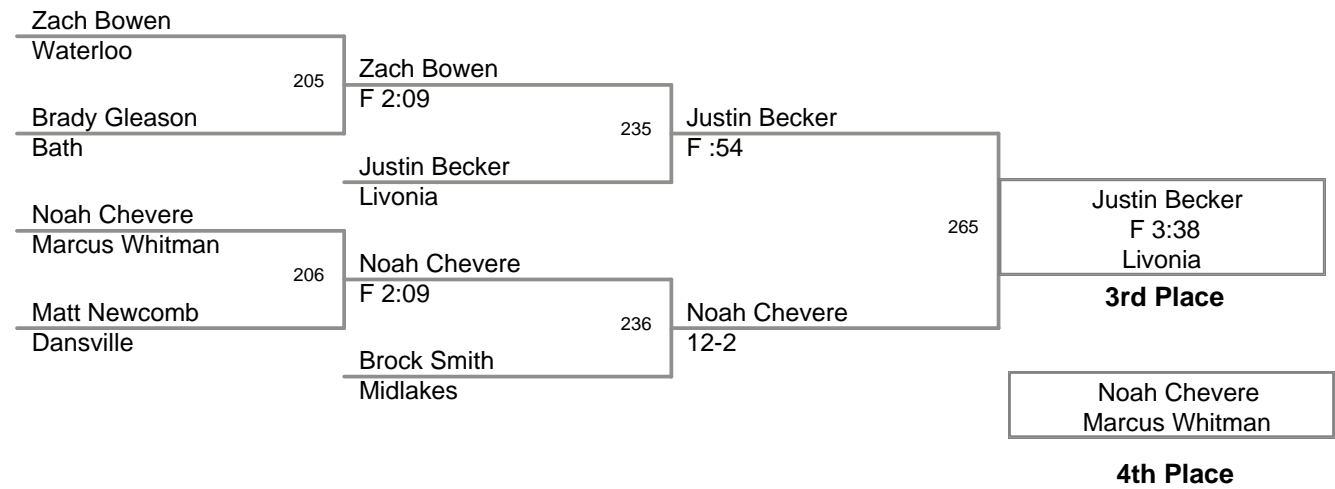 Zach Bowen
Waterloo
205
Brady Gleason
Bath
Zach Bowen
F 2:09
235
Justin Becker
Livonia
Noah Chevere
Marcus Whitman
206
Matt Newcomb
Dansville
Noah Chevere
F 2:09
236
Brock Smith
Midlakes
Justin Becker
F :54
265
Noah Chevere
12-2
Justin Becker
F 3:38
Livonia
3rd Place
Noah Chevere
Marcus Whitman
4th Place